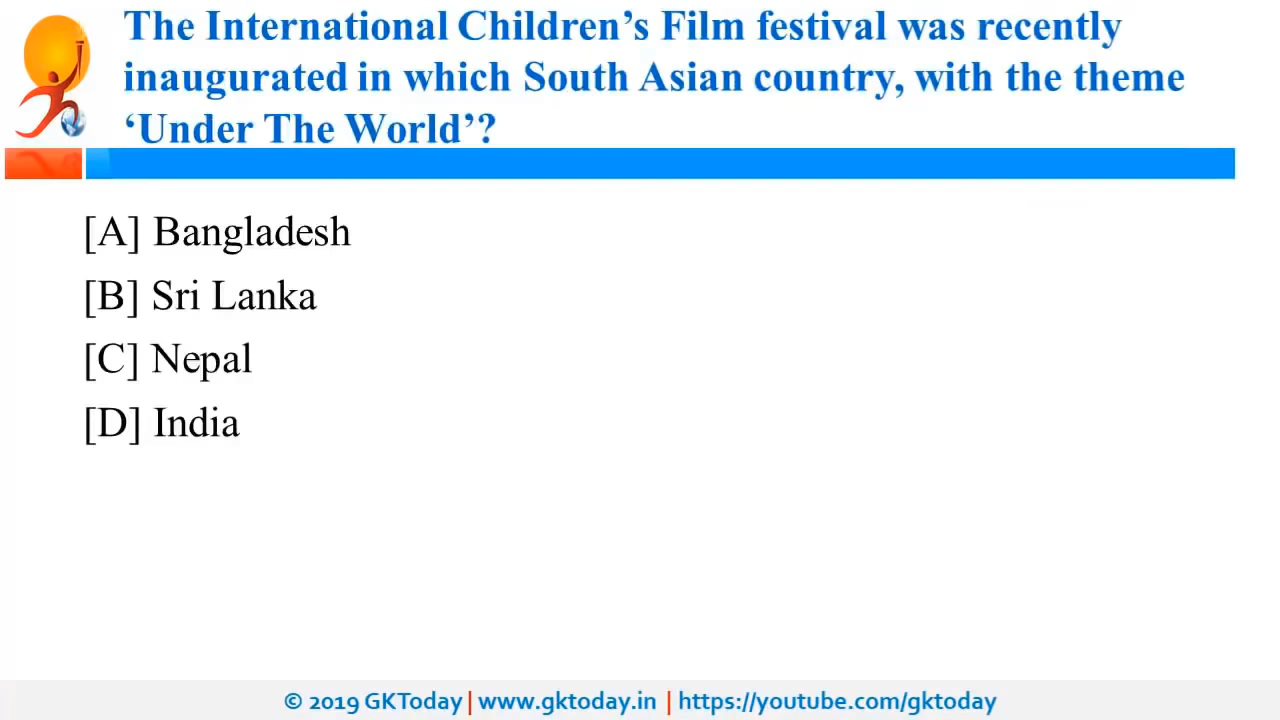 The International Children’s Film festival was recently
inaugurated in which South Asian country, with the theme
‘Under The World’?
[A] Bangladesh
[B] Sri Lanka
[C] Nepal
[D] India
© 2019 GKToday | www.gktoday.in | https://youtube.com/gktoday